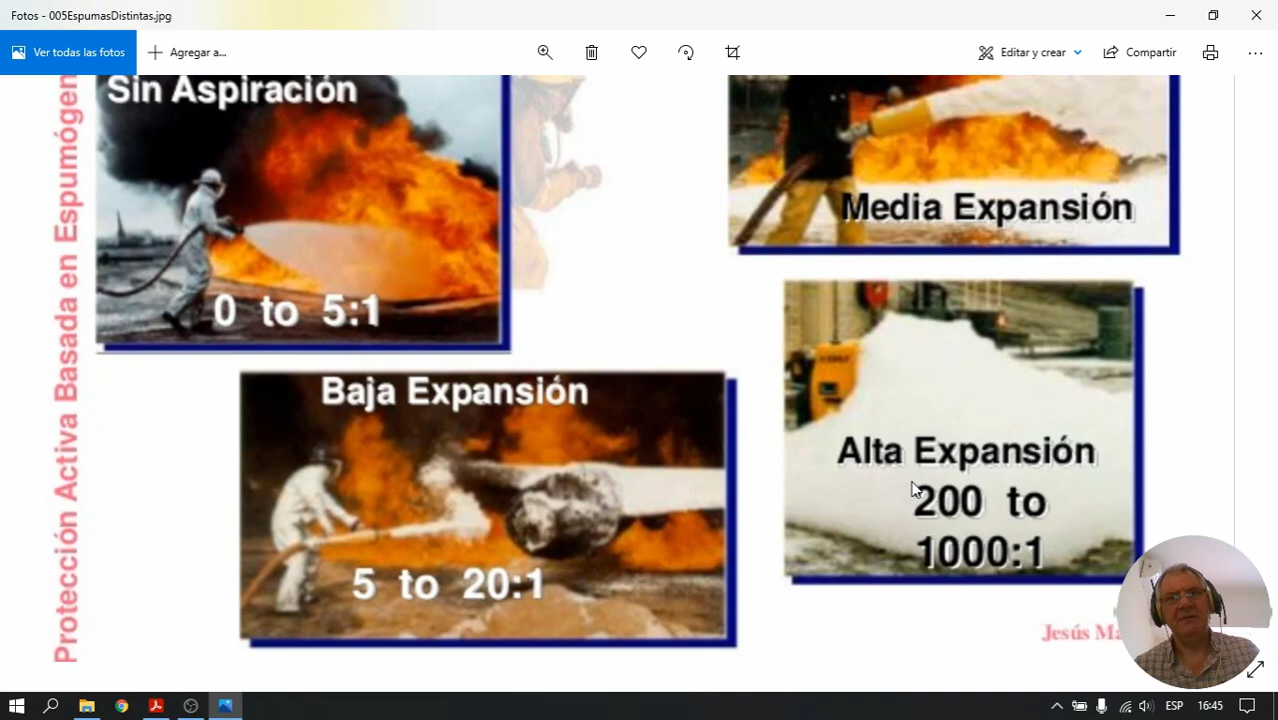 Fotos - 005EspumasDistintas.jpg
Ver todas las fotos
Agregar a...
Editar y crear
Compartir
Protección Activa Basada en Espumógen
Sin Aspiración
0 to 5:1
Media Expansión
Baja Expansión
5 to 20:1
Alta Expansión
200 to
1000:1
Jesús
ESP
16:45